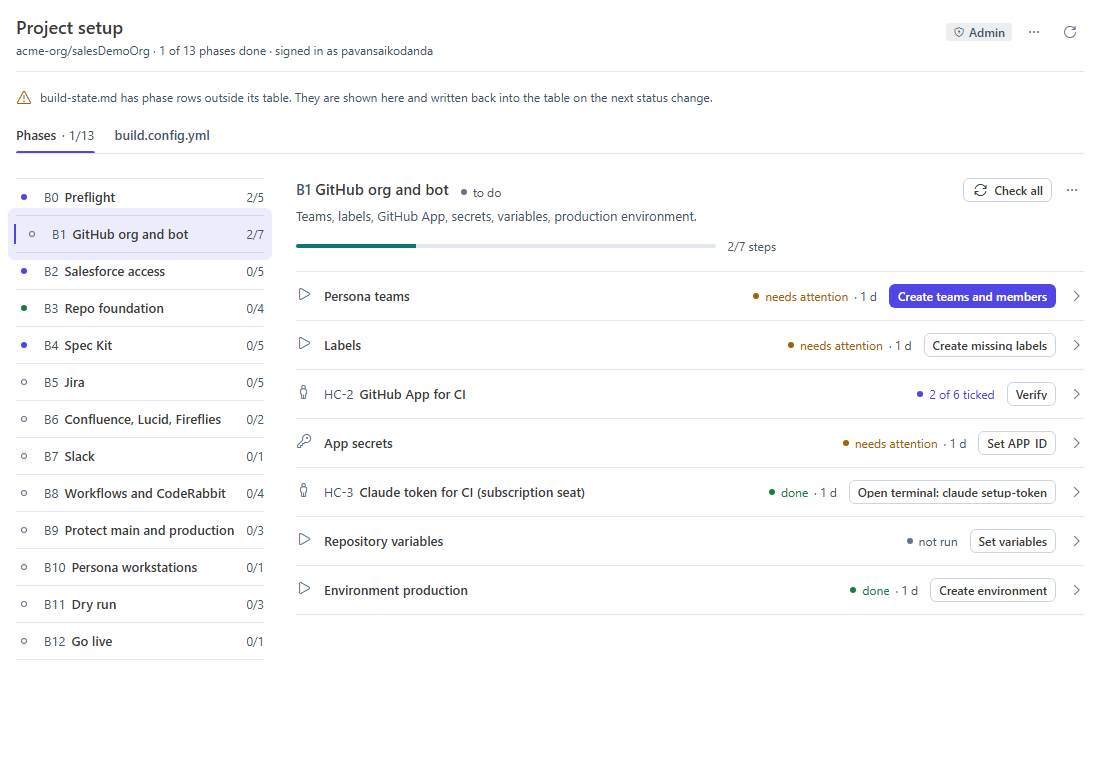 Project setup
Admin
acme-org/salesDemoOrg · 1 of 13 phases done · signed in as pavansaikodanda
build-state.md has phase rows outside its table. They are shown here and written back into the table on the next status change.
Phases · 1/13
build.config.yml
B0 Preflight 2/5
B1 GitHub org and bot 2/7
B2 Salesforce access 0/5
B3 Repo foundation 0/4
B4 Spec Kit 0/5
B5 Jira 0/5
B6 Confluence, Lucid, Fireflies 0/2
B7 Slack 0/1
B8 Workflows and CodeRabbit 0/4
B9 Protect main and production 0/3
B10 Persona workstations 0/1
B11 Dry run 0/3
B12 Go live 0/1
B1 GitHub org and bot • to do
Check all
Teams, labels, GitHub App, secrets, variables, production environment.
2/7 steps
Persona teams needs attention · 1 d Create teams and members
Labels needs attention · 1 d Create missing labels
HC-2 GitHub App for CI 2 of 6 ticked Verify
App secrets needs attention · 1 d Set APP_ID
HC-3 Claude token for CI (subscription seat) done · 1 d Open terminal: claude setup-token
Repository variables not run Set variables
Environment production done · 1 d Create environment